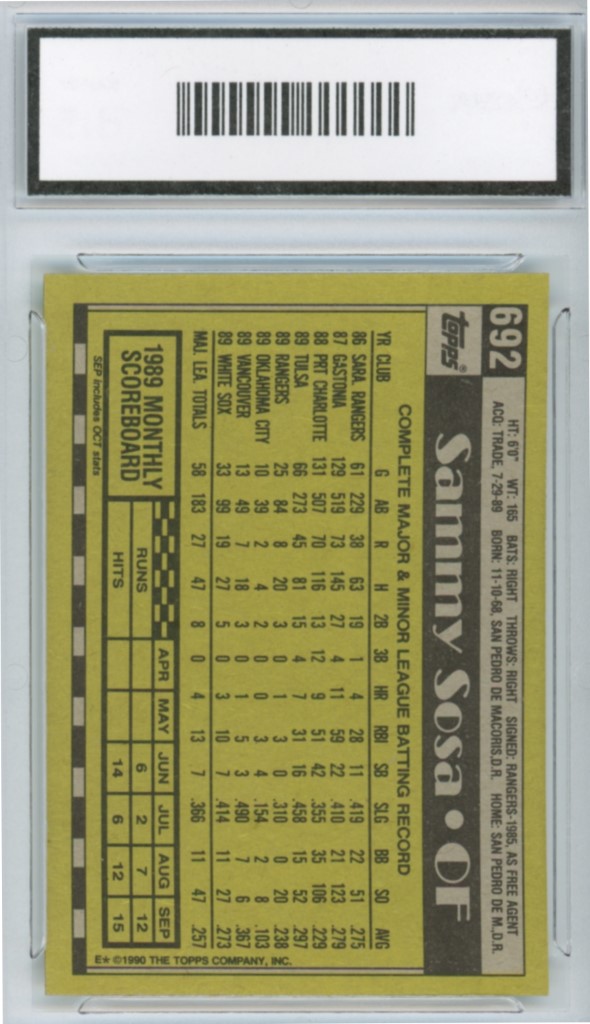 692
HT: 6'0" WT: 165 BATS: RIGHT THROWS: RIGHT SIGNED: RANGERS-1985, AS FREE AGENT
ACQ: TRADE, 7-29-89 BORN: 11-10-68, SAN PEDRO DE MACORIS, D.R. HOME: SAN PEDRO DE M., D.R.
topps® Sammy Sosa • OF
COMPLETE MAJOR & MINOR LEAGUE BATTING RECORD
YR CLUB G AB R H 2B 3B HR RBI SB SLG BB SO AVG
86 SARA. RANGERS 61 229 38 63 19 1 4 28 11 .419 22 51 .275
87 GASTONIA 129 519 73 145 27 4 11 59 22 .410 21 123 .279
88 PRT CHARLOTTE 131 507 70 116 13 12 9 51 42 .355 35 106 .229
89 TULSA 66 273 45 81 15 4 7 31 16 .458 15 52 .297
89 RANGERS 25 84 8 20 3 0 1 3 0 .310 0 20 .238
89 OKLAHOMA CITY 10 39 2 4 2 0 0 3 4 .154 2 8 .103
89 VANCOUVER 13 49 7 18 3 0 1 5 3 .490 7 6 .367
89 WHITE SOX 33 99 19 27 5 0 3 10 7 .414 11 27 .273
MAJ. LEA. TOTALS 58 183 27 47 8 0 4 13 7 .366 11 47 .257
1989 MONTHLY
SCOREBOARD
APR MAY JUN JUL AUG SEP
RUNS 6 2 7 12
HITS 14 6 12 15
SEP includes OCT stats
E* ©1990 THE TOPPS COMPANY, INC.